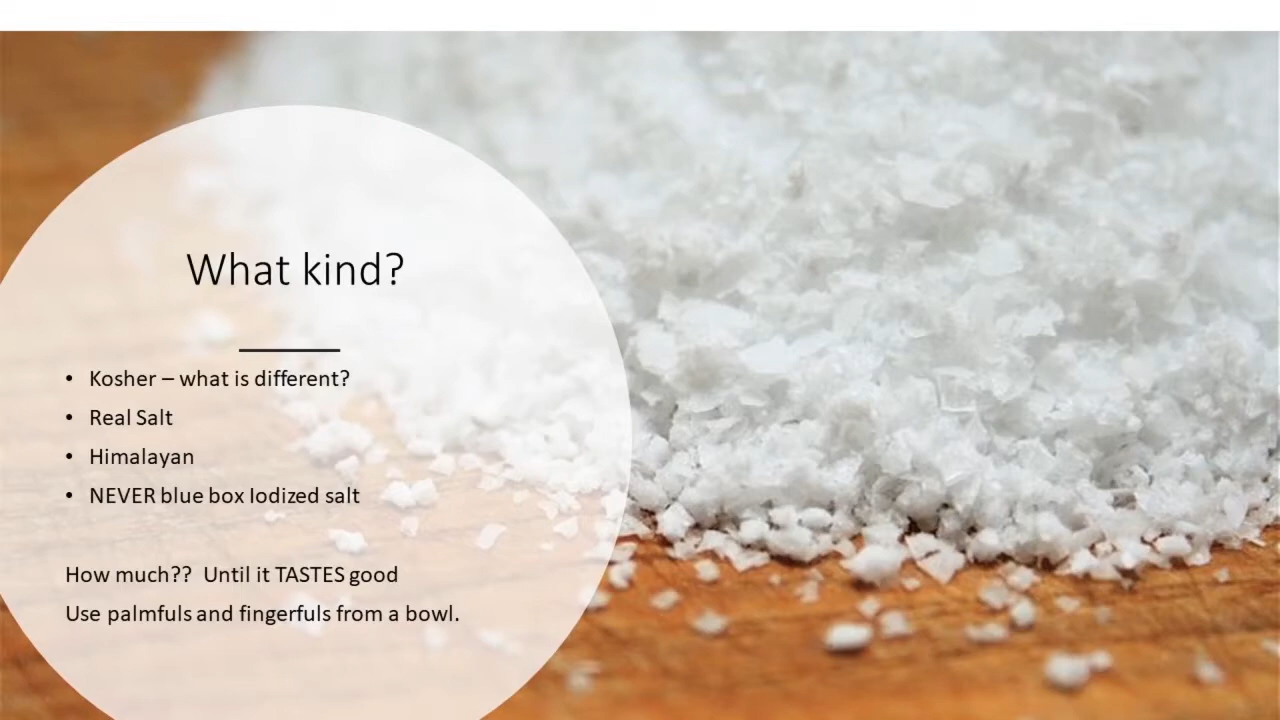 What kind?
• Kosher – what is different?
• Real Salt
• Himalayan
• NEVER blue box Iodized salt
How much?? Until it TASTES good
Use palmfuls and fingerfuls from a bowl.